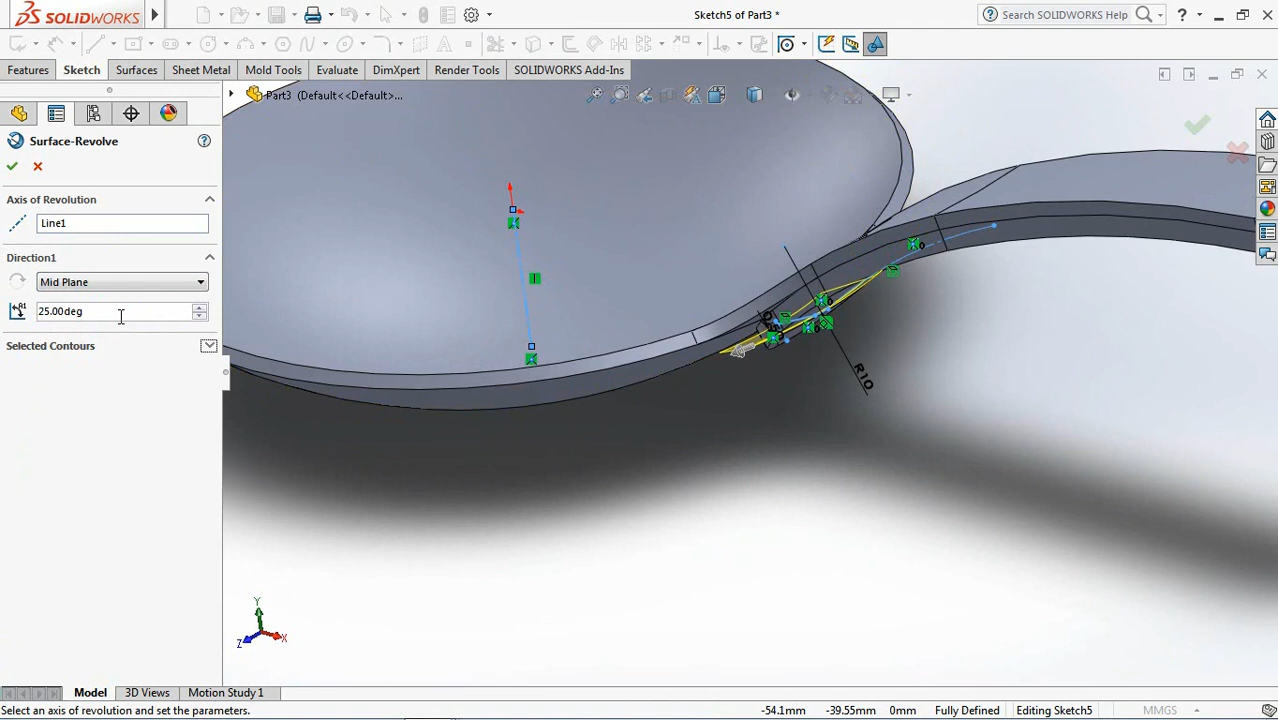 SOLIDWORKS
Sketch5 of Part3 *
Search SOLIDWORKS Help
?
Features
Sketch
Surfaces
Sheet Metal
Mold Tools
Evaluate
DimXpert
Render Tools
SOLIDWORKS Add-Ins
Part3 (Default<<Default>...
Surface-Revolve
Axis of Revolution
Line1
Direction1
Mid Plane
25.00deg
Selected Contours
R10
Y
Z
X
Model
3D Views
Motion Study 1
Select an axis of revolution and set the parameters.
-54.1mm
-39.55mm
0mm
Fully Defined
Editing Sketch5
MMGS